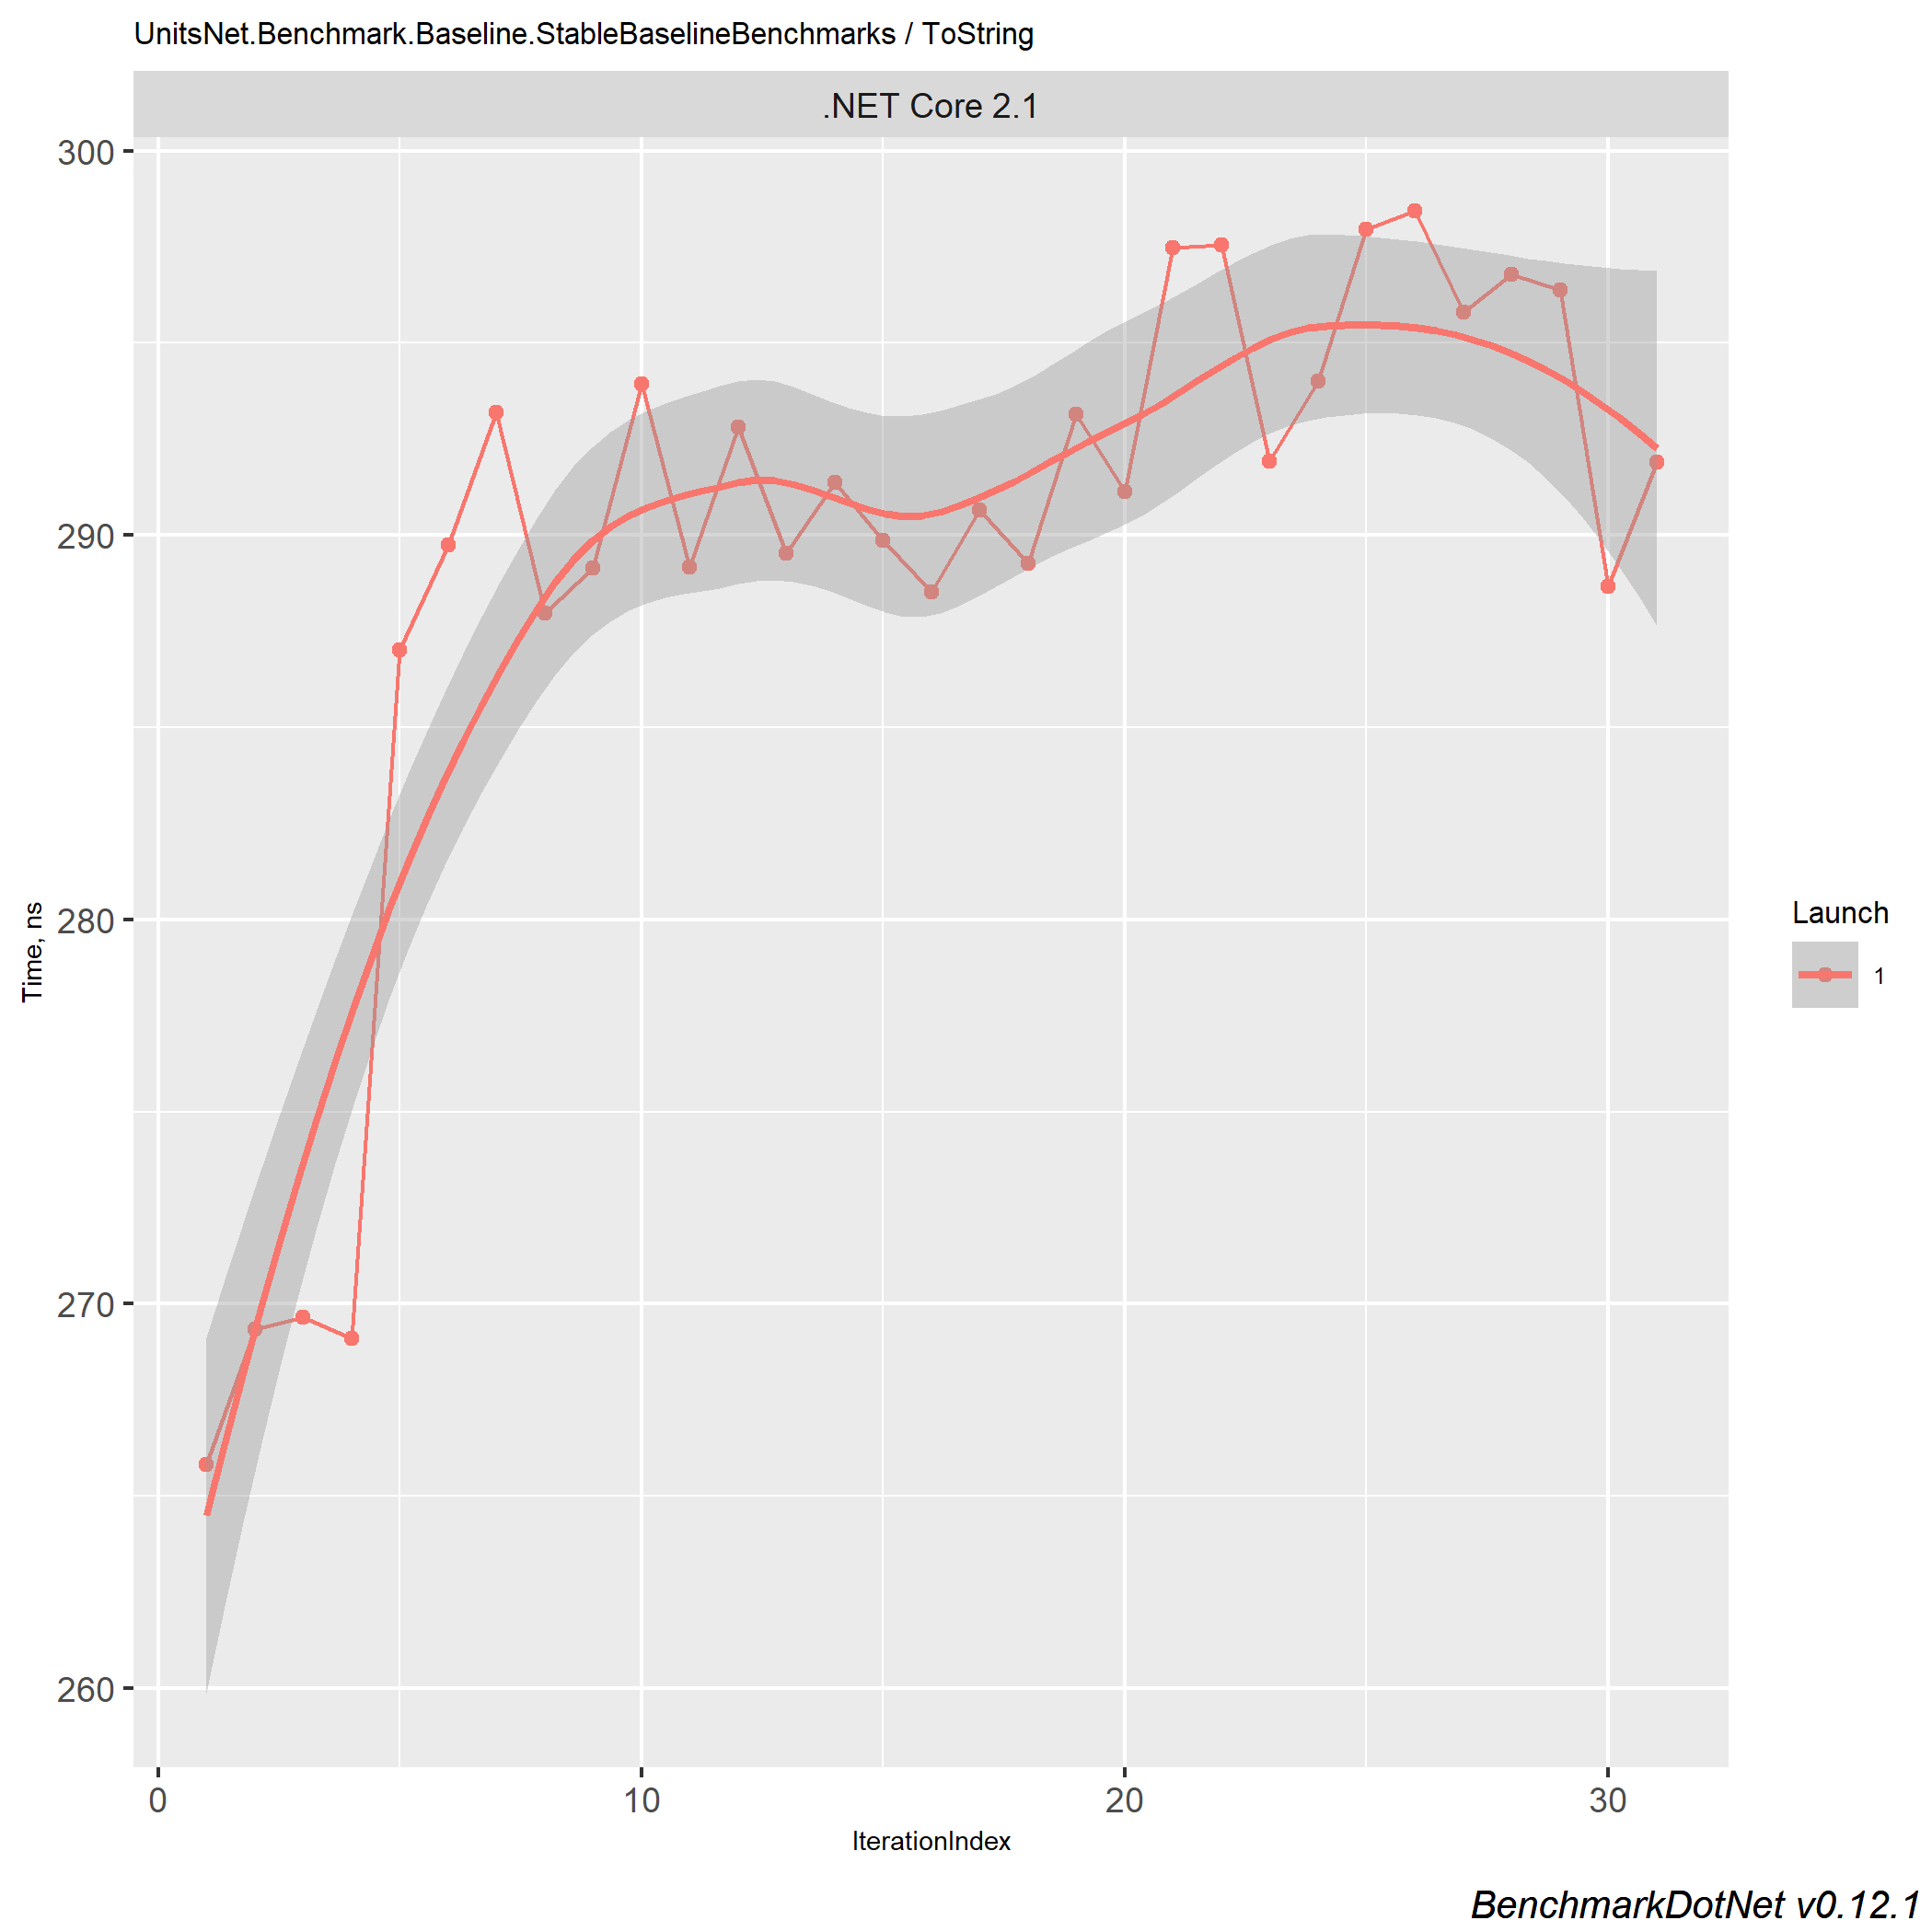 UnitsNet.Benchmark.Baseline.StableBaselineBenchmarks / ToString
.NET Core 2.1
300
290
280
270
260
Time, ns
0 10 20 30
IterationIndex
Launch
1
BenchmarkDotNet v0.12.1